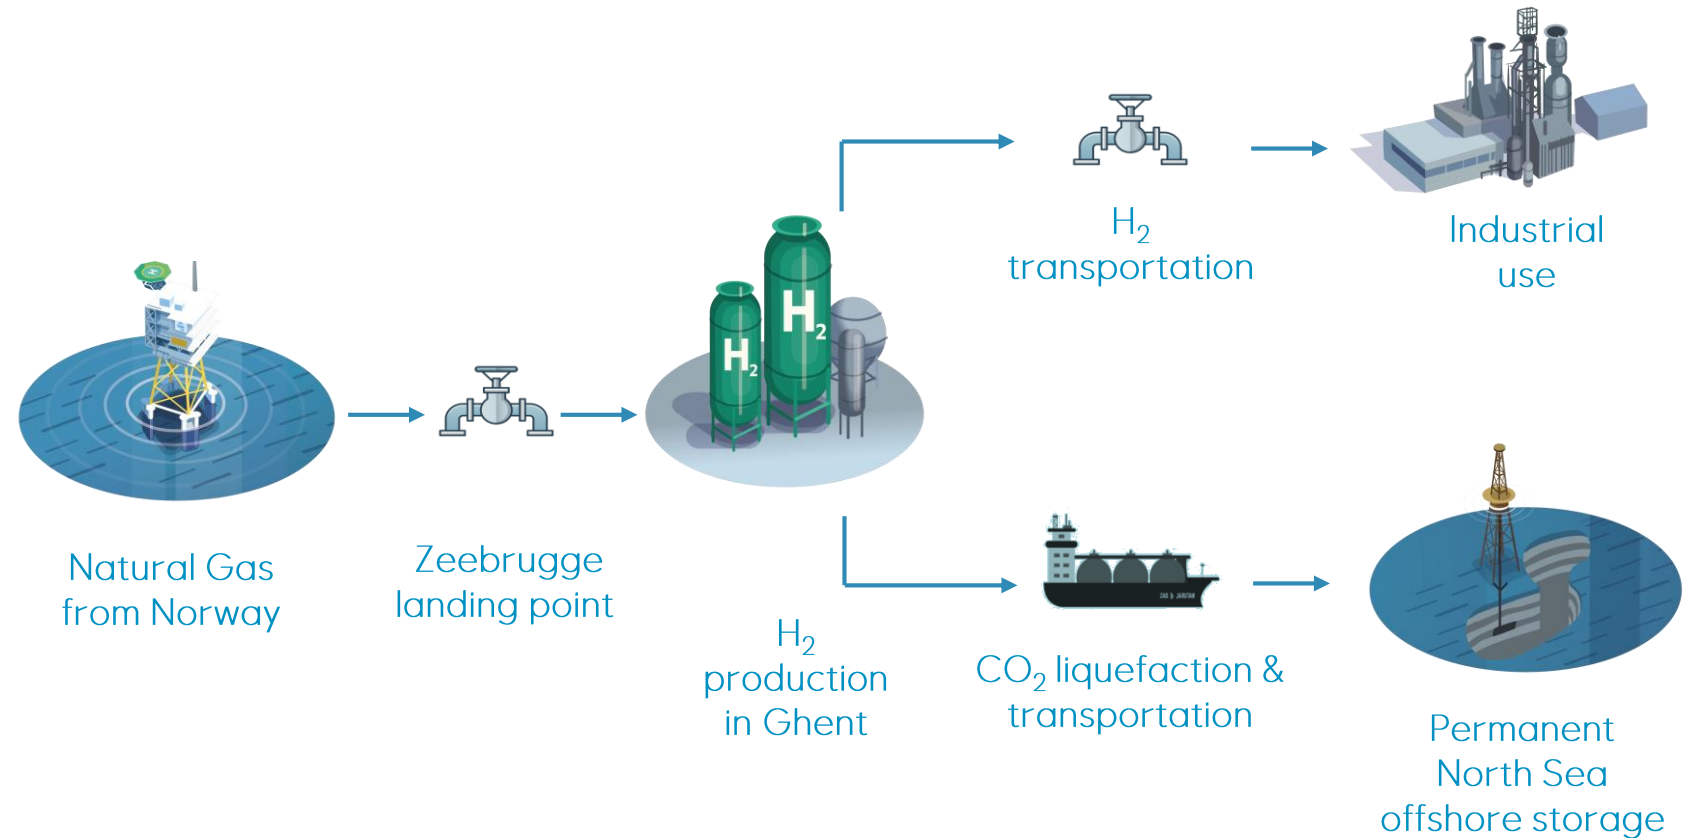 H₂
transportation
Industrial
use
H₂
H₂
Natural Gas
from Norway
Zeebrugge
landing point
H₂
production
in Ghent
CO₂ liquefaction &
transportation
Permanent
North Sea
offshore storage